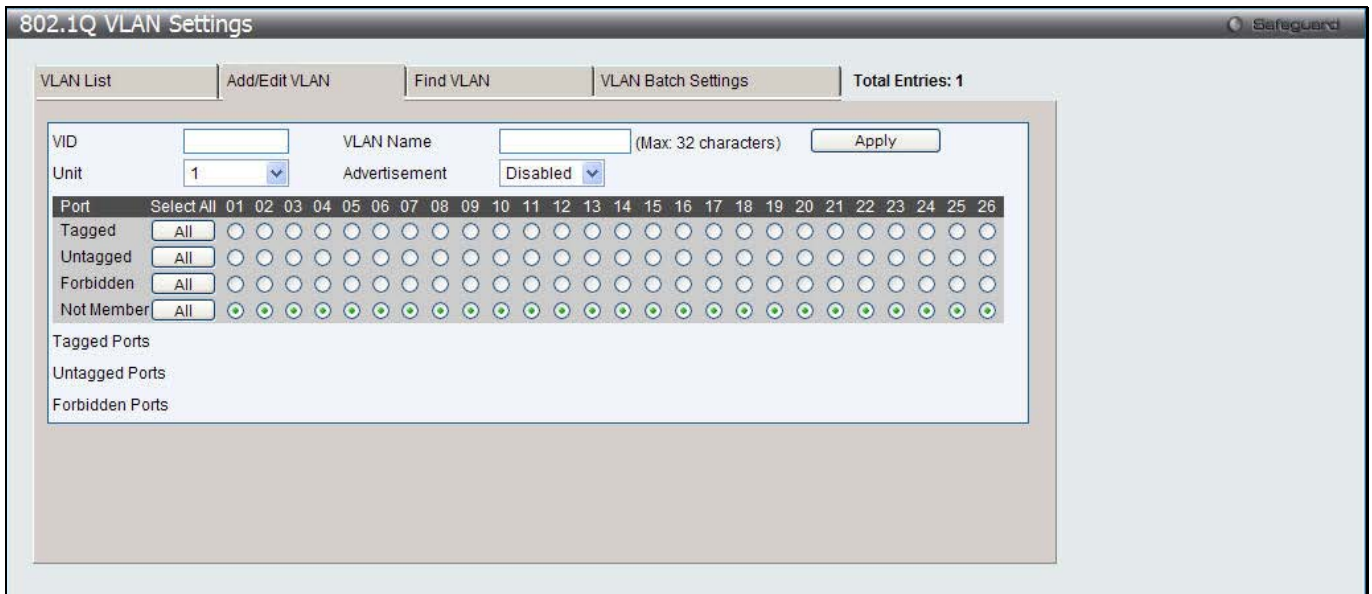 802.1Q VLAN Settings
Safeguard
VLAN List Add/Edit VLAN Find VLAN VLAN Batch Settings Total Entries: 1
VID VLAN Name (Max: 32 characters) Apply
Unit 1 Advertisement Disabled
Port Select All 01 02 03 04 05 06 07 08 09 10 11 12 13 14 15 16 17 18 19 20 21 22 23 24 25 26
Tagged All
Untagged All
Forbidden All
Not Member All
Tagged Ports
Untagged Ports
Forbidden Ports